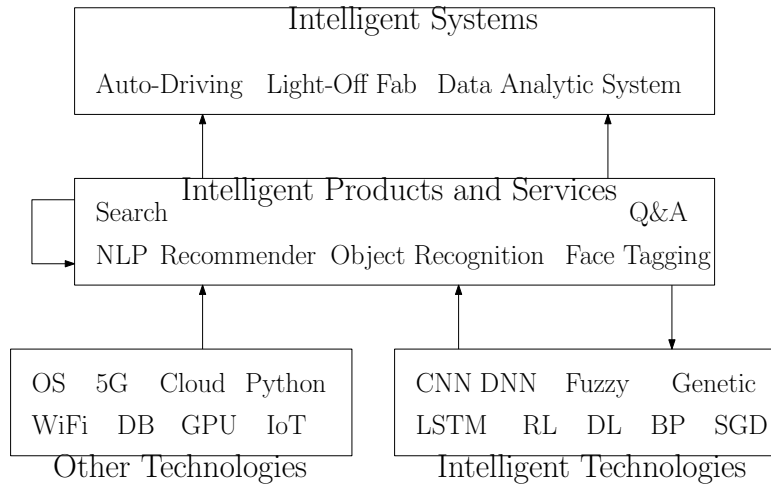 Intelligent Systems
Auto-Driving Light-Off Fab Data Analytic System
Intelligent Products and Services
Search Q&A
NLP Recommender Object Recognition Face Tagging
OS 5G Cloud Python
WiFi DB GPU IoT
Other Technologies
CNN DNN Fuzzy Genetic
LSTM RL DL BP SGD
Intelligent Technologies